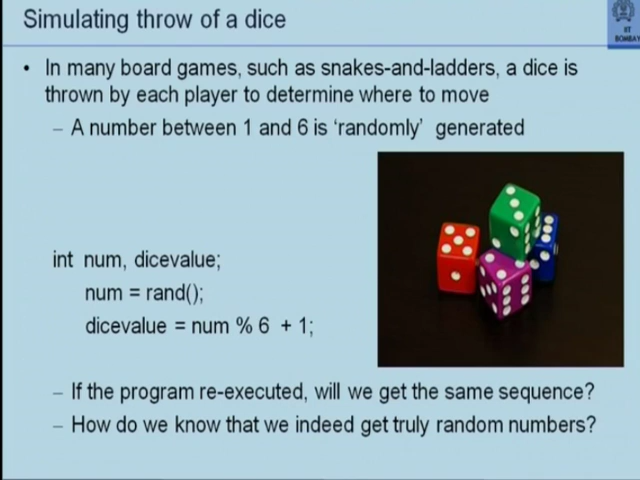 Simulating throw of a dice
IIT
BOMBAY
• In many board games, such as snakes-and-ladders, a dice is
thrown by each player to determine where to move
– A number between 1 and 6 is ‘randomly’ generated
int num, dicevalue;
num = rand();
dicevalue = num % 6 + 1;
– If the program re-executed, will we get the same sequence?
– How do we know that we indeed get truly random numbers?